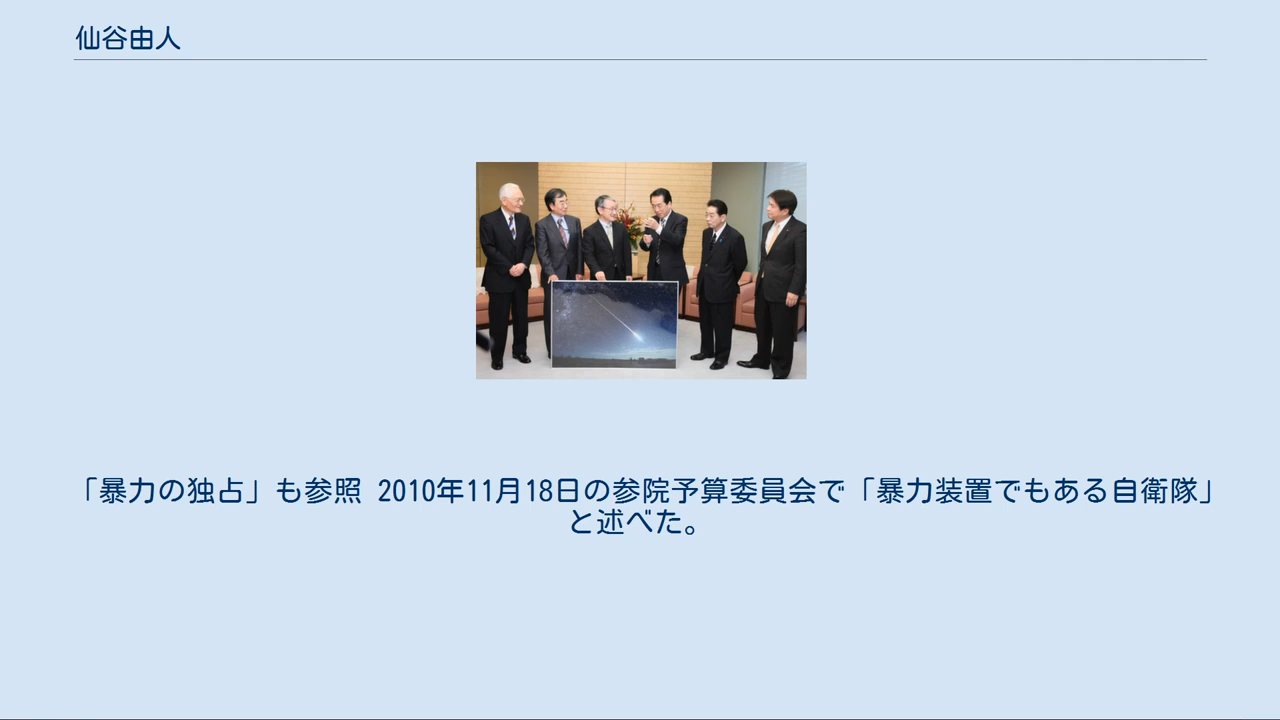 仙谷由人
「暴力の独占」も参照 2010年11月18日の参院予算委員会で「暴力装置でもある自衛隊」
と述べた。